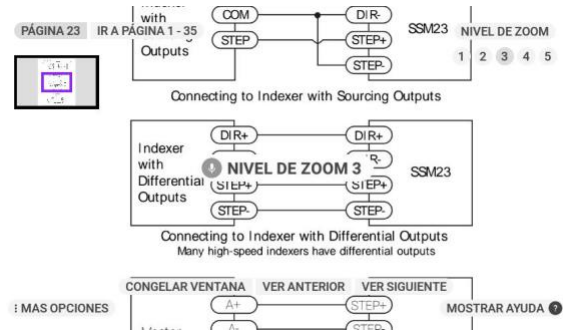 Indexer
with
Outputs
COM
STEP
DIR-
STEP+
STEP-
SSM23
PÁGINA 23
IR A PÁGINA 1 - 35
NIVEL DE ZOOM
1 2 3 4 5
Connecting to Indexer with Sourcing Outputs
Indexer
with
Differential
Outputs
DIR+
STEP+
STEP-
DIR+
R-
STEP+
STEP-
SSM23
NIVEL DE ZOOM 3
Connecting to Indexer with Differential Outputs
Many high-speed indexers have differential outputs
CONGELAR VENTANA
VER ANTERIOR
VER SIGUIENTE
MAS OPCIONES
MOSTRAR AYUDA ?
A+
STEP+
A-
STEP-